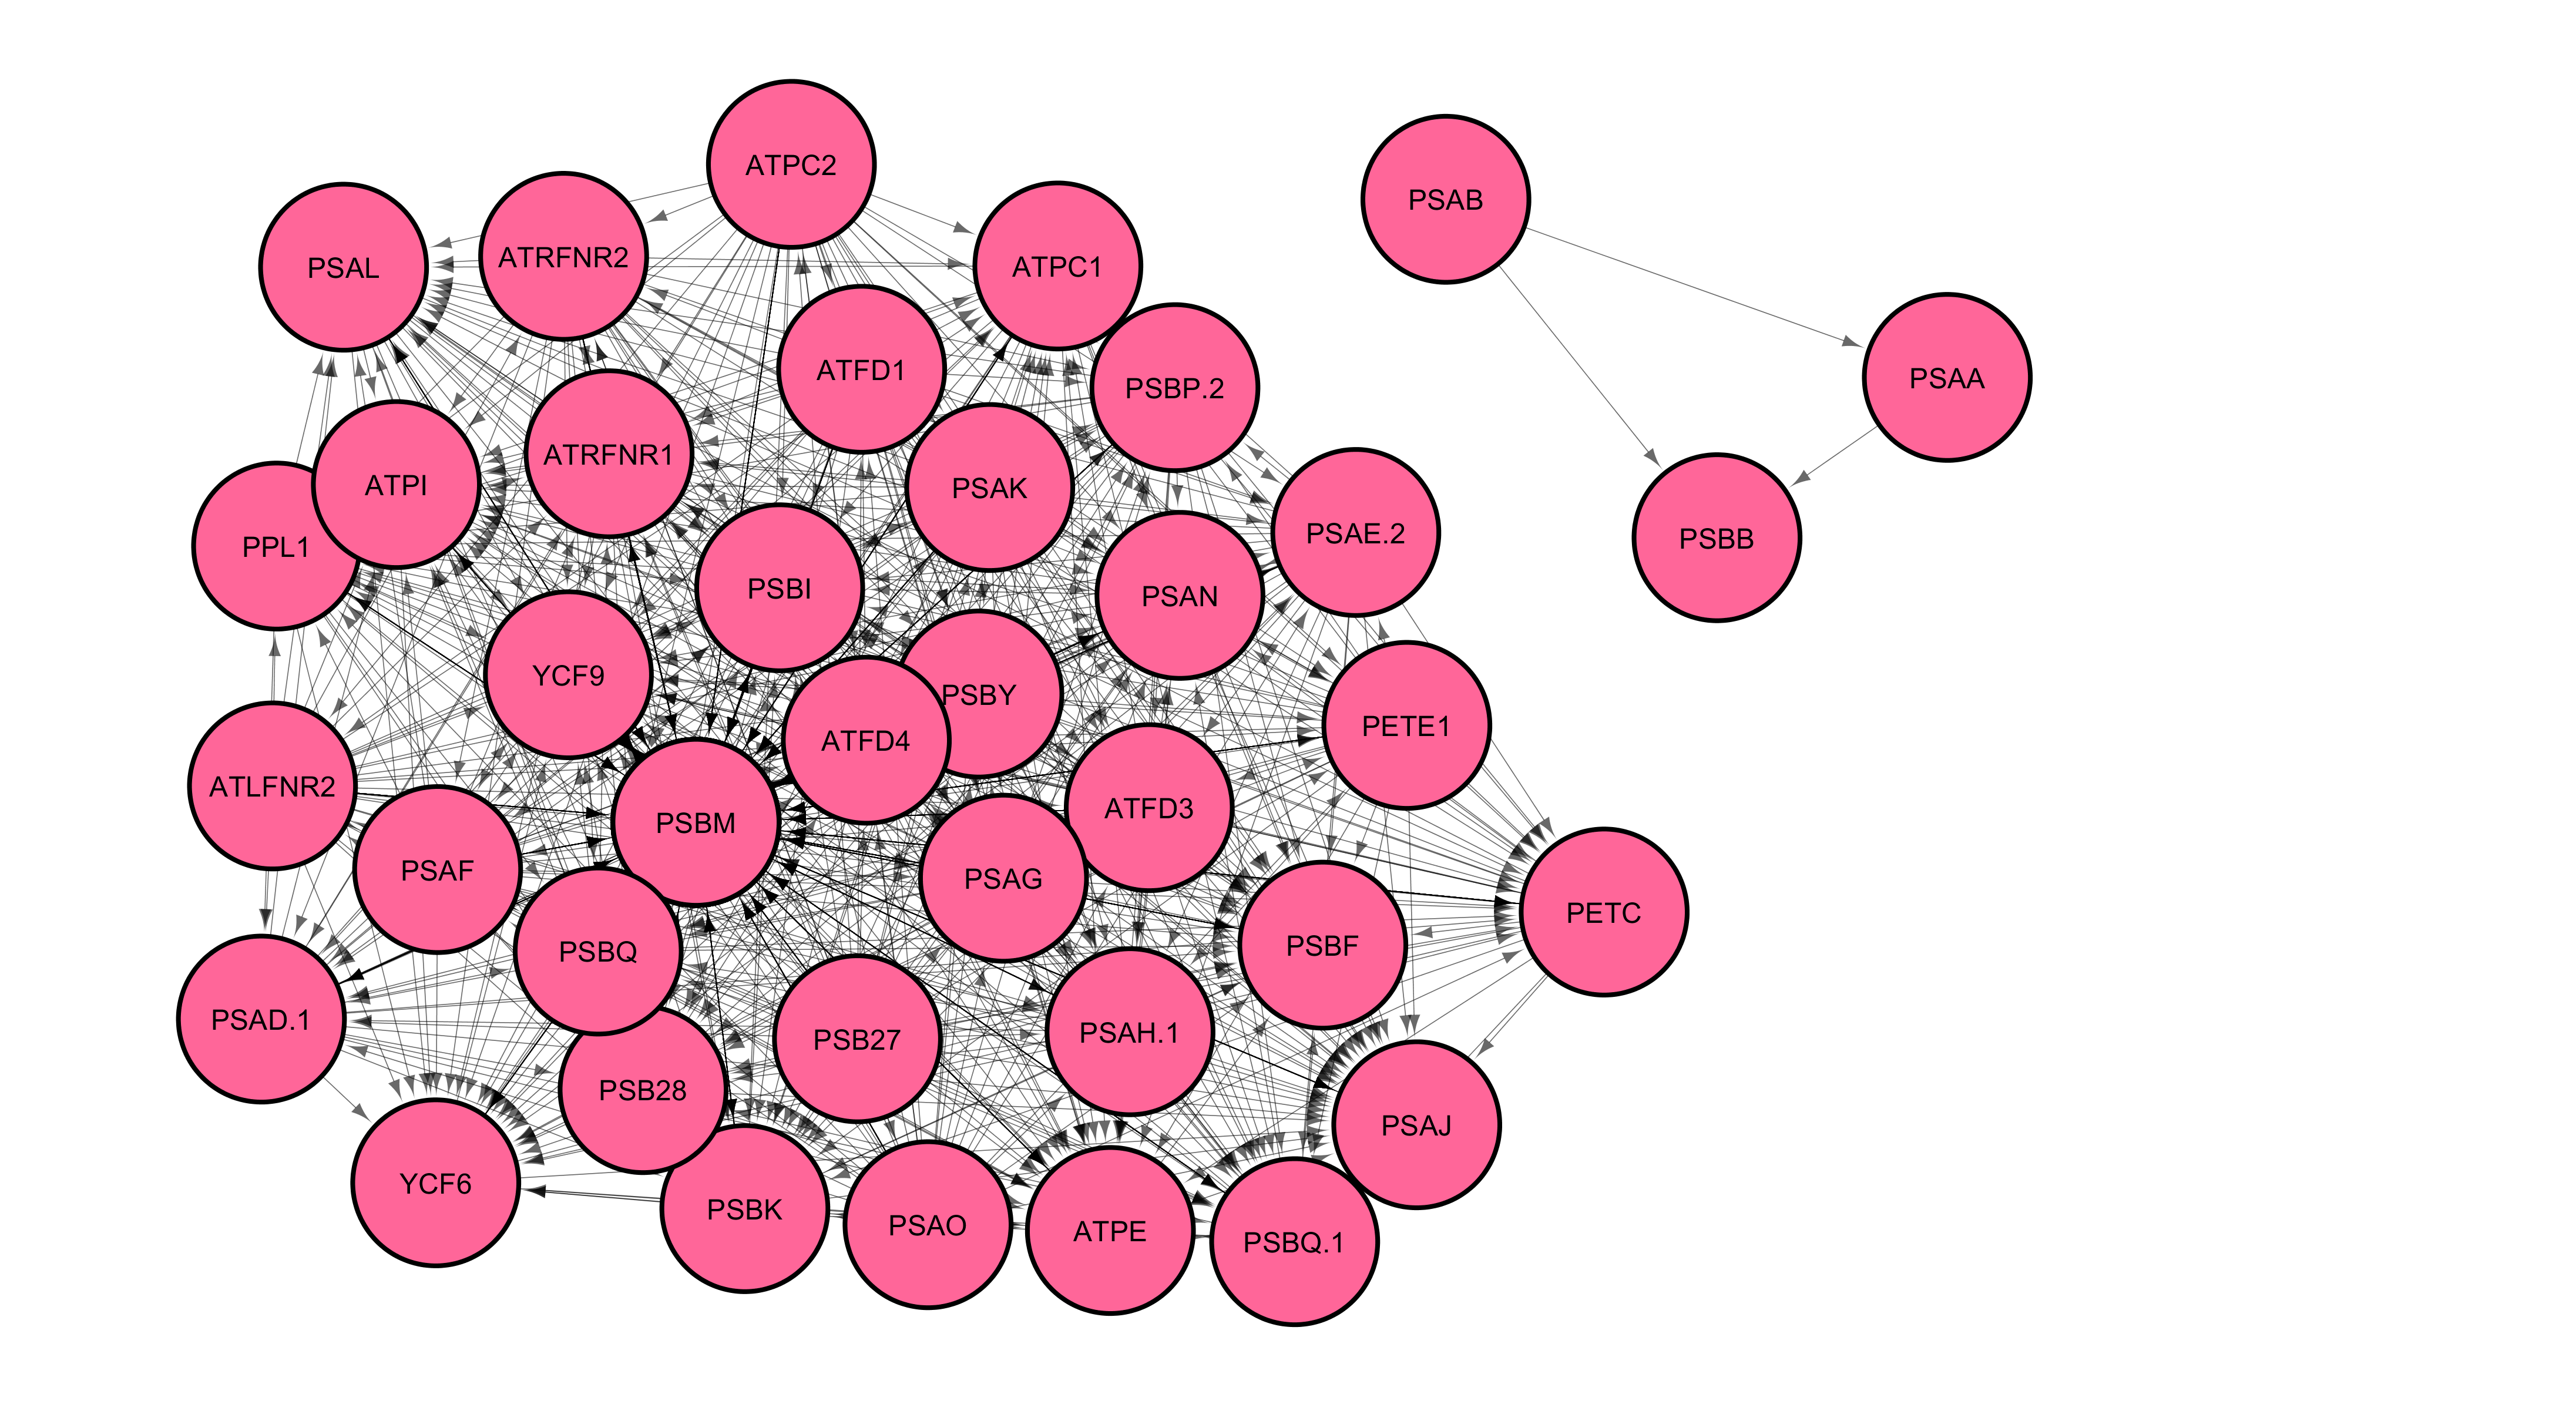 ATPC2
PSAB
PSAL
ATRFNR2
ATPC1
ATFD1
PSBP.2
PSAA
ATPI
ATRFNR1
PSAK
PPL1
PSAE.2
PSBB
PSBI
PSAN
YCF9
PSBY
PETE1
ATFD4
ATLFNR2
PSBM
ATFD3
PSAF
PSAG
PETC
PSBQ
PSBF
PSAD.1
PSB27
PSAH.1
PSB28
PSAJ
YCF6
PSBK
PSAO
ATPE
PSBQ.1